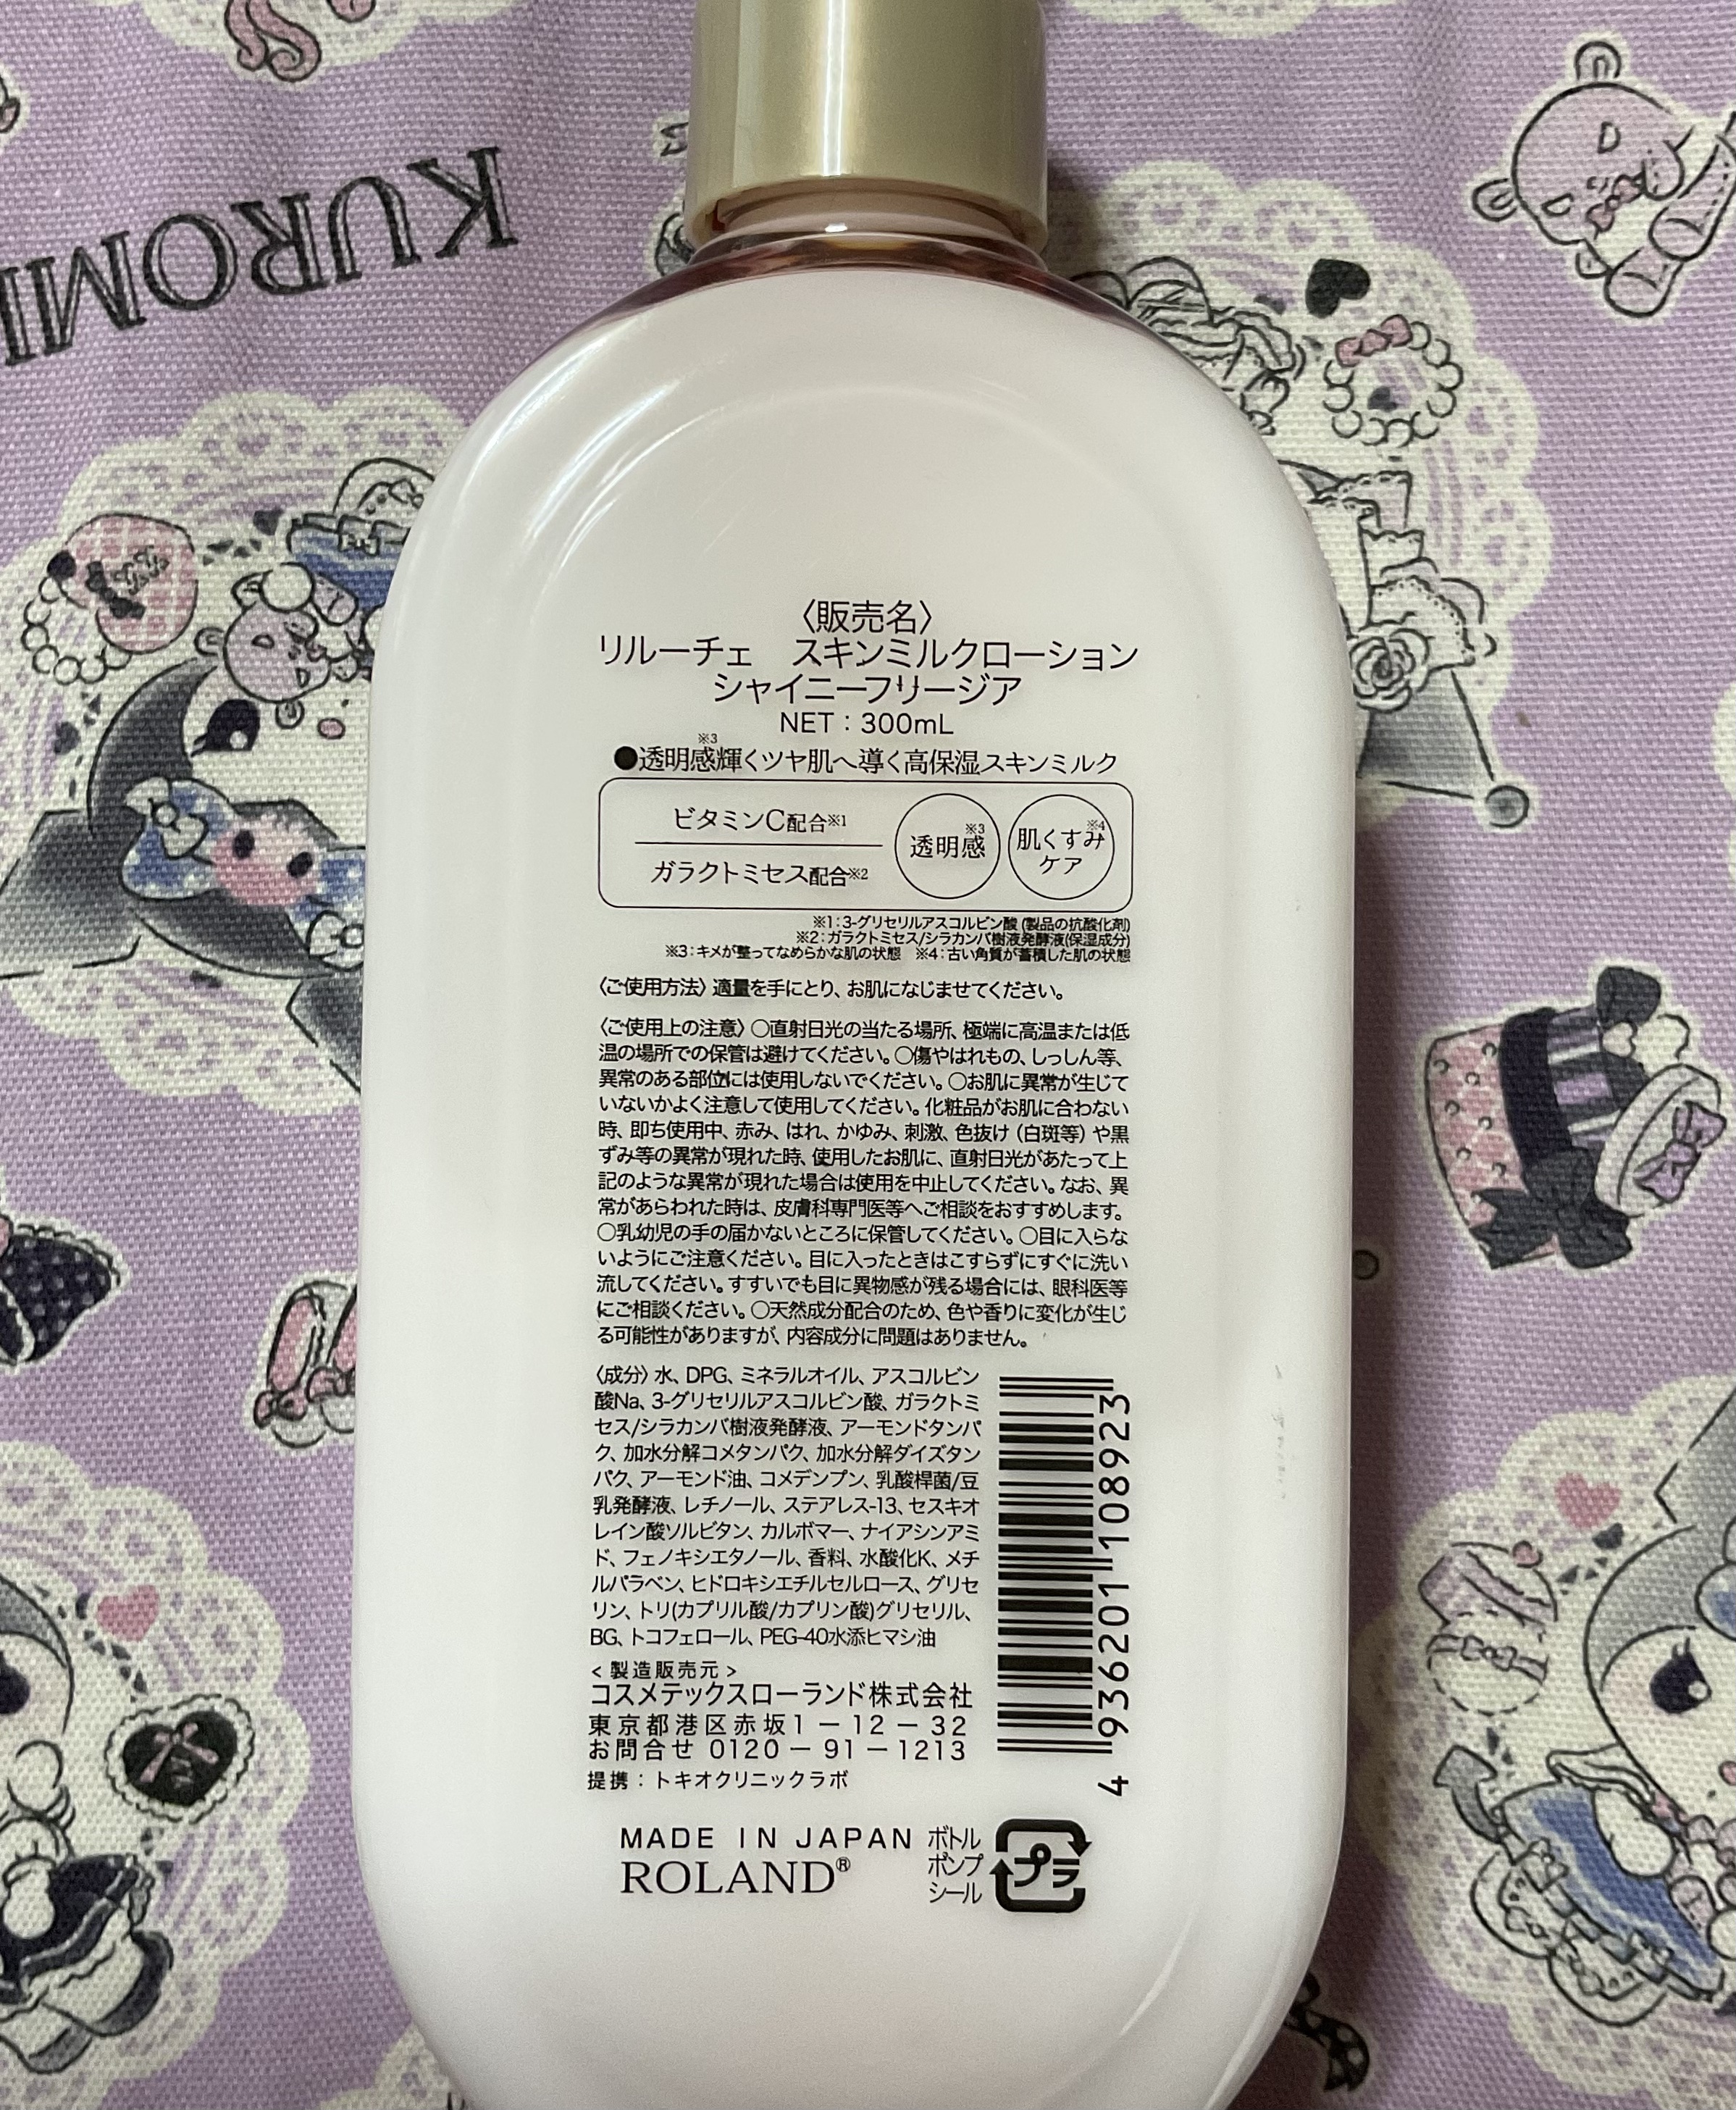 KUROMI
〈販売名〉
リルーチェ　スキンミルクローション
シャイニーフリージア
NET：300mL
●透明感※3輝くツヤ肌へ導く高保湿スキンミルク
ビタミンC配合※1
ガラクトミセス配合※2
透明感※3
肌くすみ※4
ケア
※1：3-グリセリルアスコルビン酸 (製品の抗酸化剤)
※2：ガラクトミセス/シラカンバ樹液発酵液(保湿成分)
※3：キメが整ってなめらかな肌の状態　※4：古い角質が蓄積した肌の状態
〈ご使用方法〉適量を手にとり、お肌になじませてください。
〈ご使用上の注意〉○直射日光の当たる場所、極端に高温または低
温の場所での保管は避けてください。○傷やはれもの、しっしん等、
異常のある部位には使用しないでください。○お肌に異常が生じて
いないかよく注意して使用してください。化粧品がお肌に合わない
時、即ち使用中、赤み、はれ、かゆみ、刺激、色抜け（白斑等）や黒
ずみ等の異常が現れた時、使用したお肌に、直射日光があたって上
記のような異常が現れた場合は使用を中止してください。なお、異
常があらわれた時は、皮膚科専門医等へご相談をおすすめします。
○乳幼児の手の届かないところに保管してください。○目に入らな
いようにご注意ください。目に入ったときはこすらずにすぐに洗い
流してください。すすいでも目に異物感が残る場合には、眼科医等
にご相談ください。○天然成分配合のため、色や香りに変化が生じ
る可能性がありますが、内容成分に問題はありません。
〈成分〉水、DPG、ミネラルオイル、アスコルビン
酸Na、3-グリセリルアスコルビン酸、ガラクトミ
セス/シラカンバ樹液発酵液、アーモンドタンパ
ク、加水分解コメタンパク、加水分解ダイズタン
パク、アーモンド油、コメデンプン、乳酸桿菌/豆
乳発酵液、レチノール、ステアレス-13、セスキオ
レイン酸ソルビタン、カルボマー、ナイアシンアミ
ド、フェノキシエタノール、香料、水酸化K、メチ
ルパラベン、ヒドロキシエチルセルロース、グリセ
リン、トリ(カプリル酸/カプリン酸)グリセリル、
BG、トコフェロール、PEG-40水添ヒマシ油
<製造販売元>
コスメテックスローランド株式会社
東京都港区赤坂1－12－32
お問合せ 0120－91－1213
提携：トキオクリニックラボ
4 936201 108923
MADE IN JAPAN
ROLAND®
ボトル
ポンプ
シール
プラ